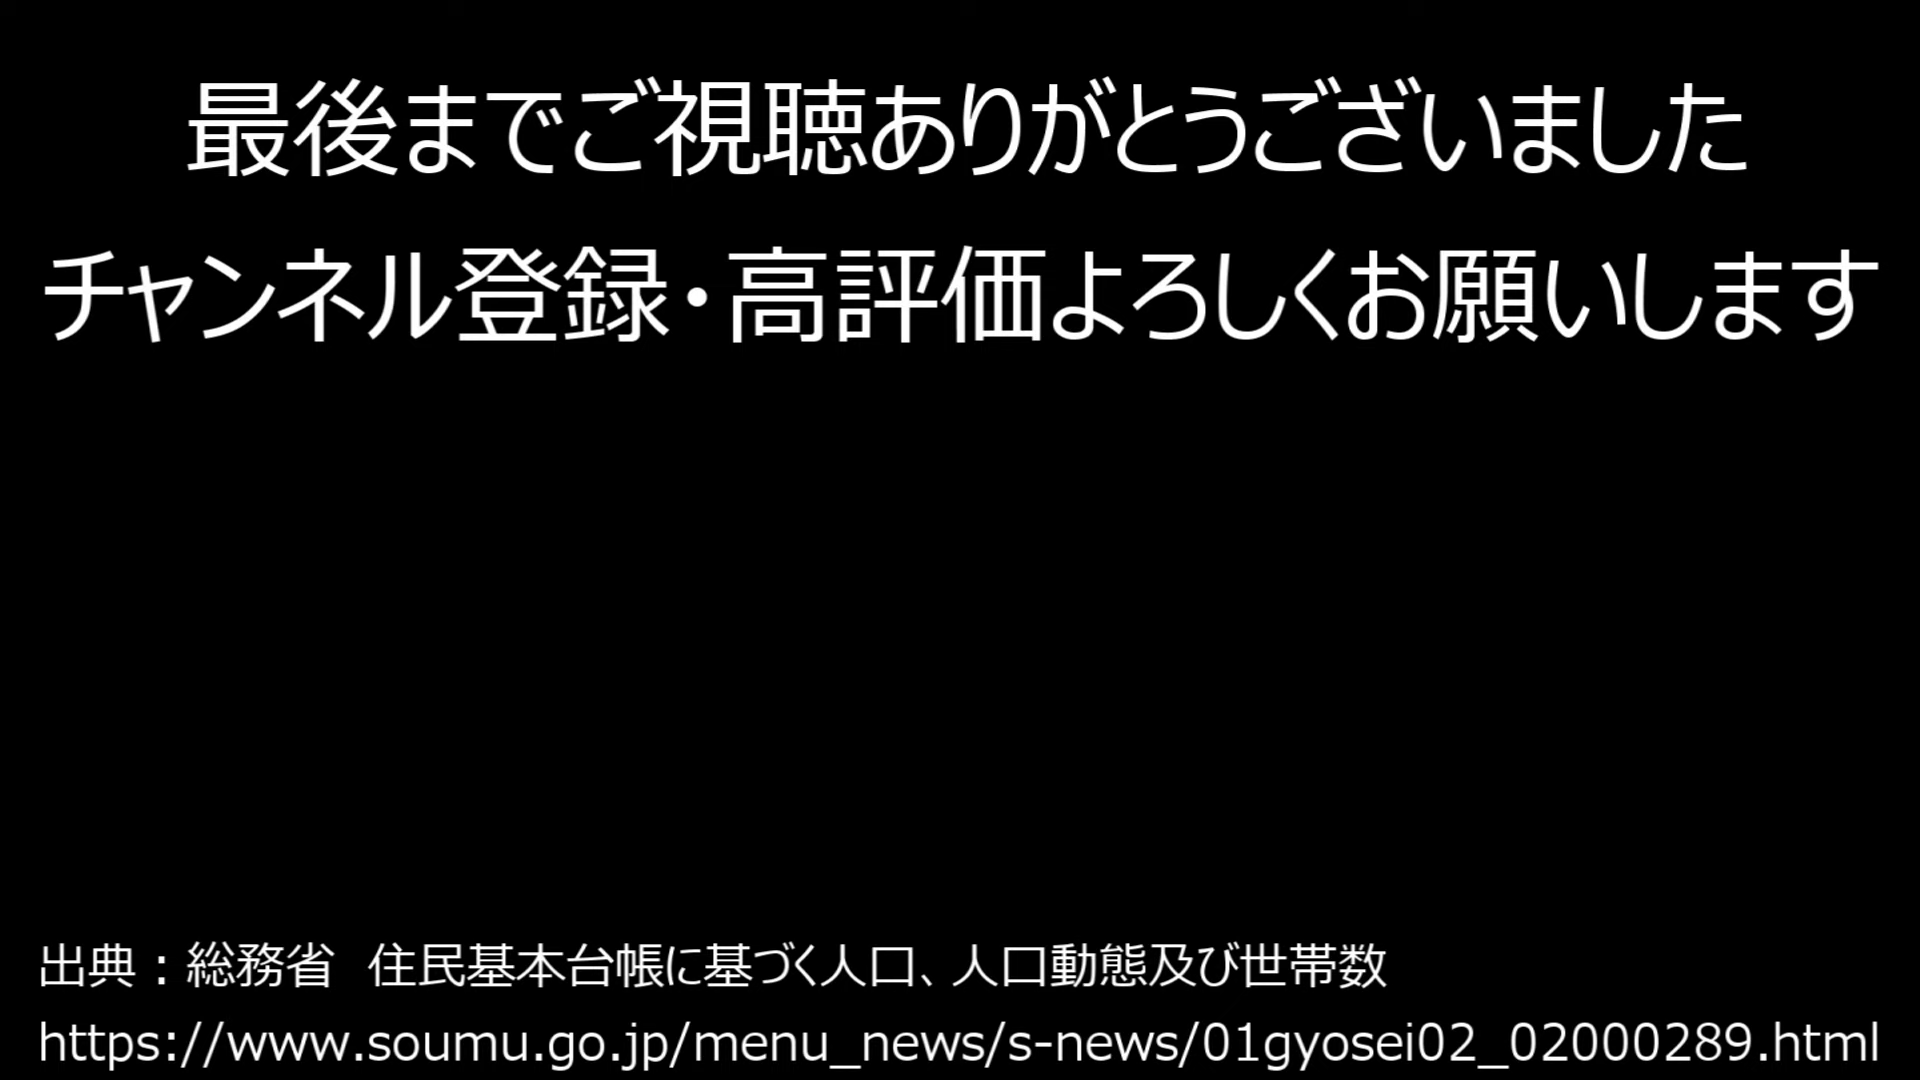 最後までご視聴ありがとうございました
チャンネル登録・高評価よろしくお願いします
出典：総務省　住民基本台帳に基づく人口、人口動態及び世帯数
https://www.soumu.go.jp/menu_news/s-news/01gyosei02_02000289.html